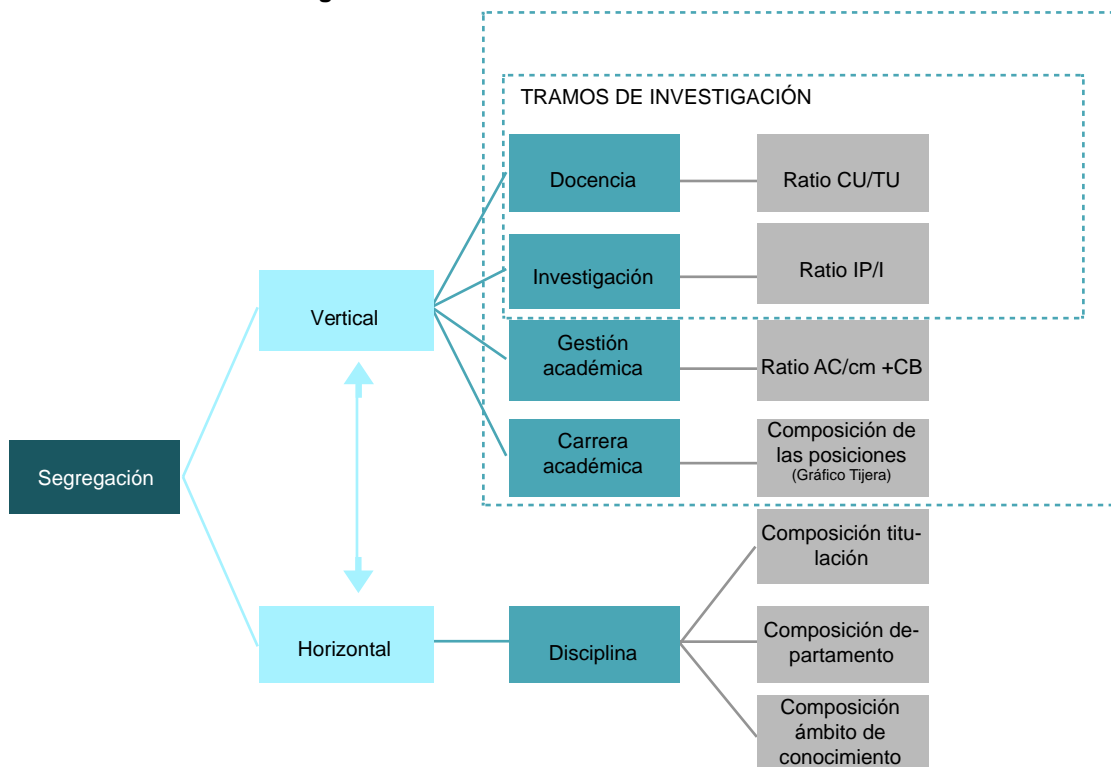 TRAMOS DE INVESTIGACIÓN
Docencia
Ratio CU/TU
Investigación
Ratio IP/I
Vertical
Gestión
académica
Ratio AC/cm +CB
Carrera
académica
Composición de
las posiciones
(Gráfico Tijera)
Segregación
Composición titu-
lación
Horizontal
Disciplina
Composición de-
partamento
Composición
ámbito de
conocimiento